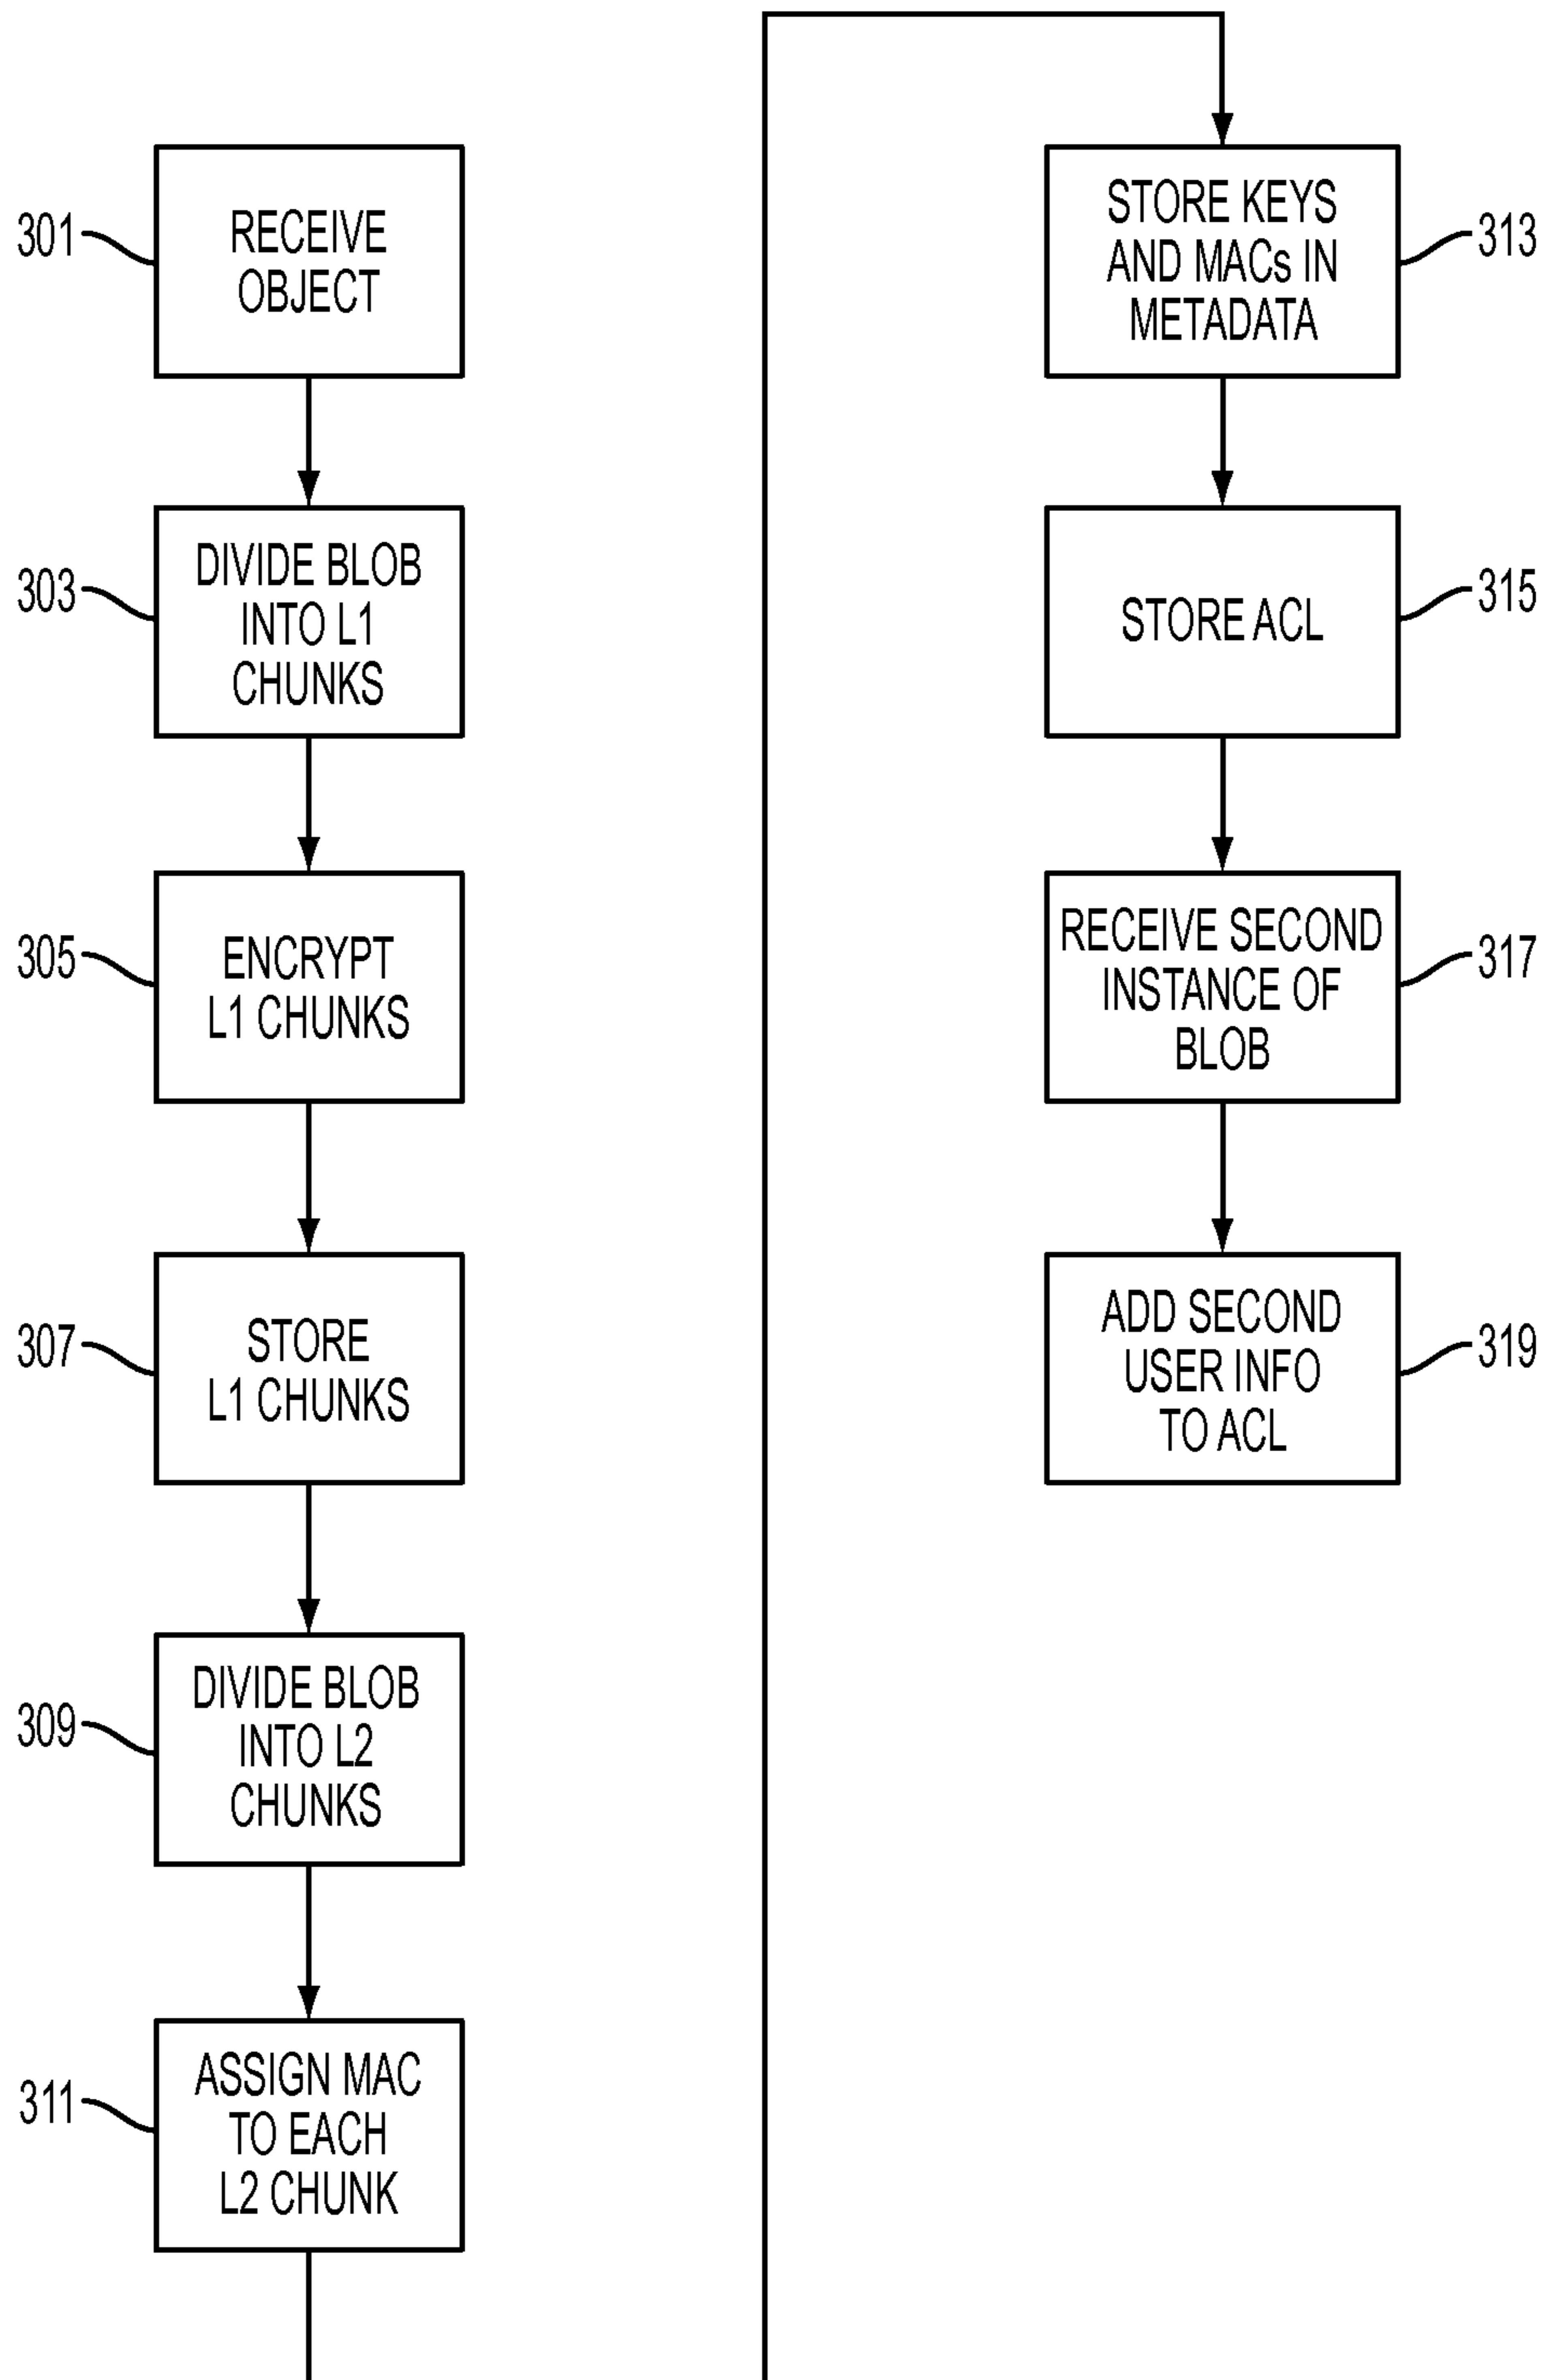 301
RECEIVE
OBJECT
303
DIVIDE BLOB
INTO L1
CHUNKS
305
ENCRYPT
L1 CHUNKS
307
STORE
L1 CHUNKS
309
DIVIDE BLOB
INTO L2
CHUNKS
311
ASSIGN MAC
TO EACH
L2 CHUNK
STORE KEYS
AND MACs IN
METADATA
313
STORE ACL
315
RECEIVE SECOND
INSTANCE OF
BLOB
317
ADD SECOND
USER INFO
TO ACL
319